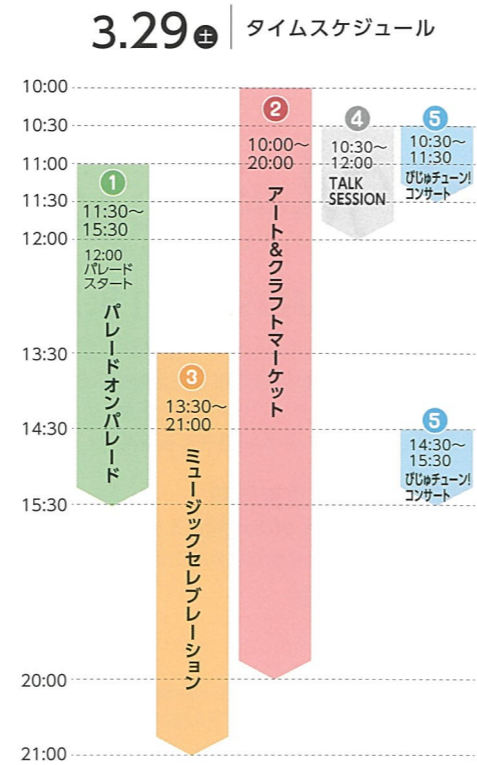 3.29土
タイムスケジュール
10:00
10:30
11:00
11:30
12:00
13:30
14:30
15:30
20:00
21:00
1
11:30～
15:30
12:00
パレード
スタート
パレードオンパレード
3
13:30～
21:00
ミュージックセレブレーション
2
10:00～
20:00
アート&クラフトマーケット
4
10:30～
12:00
TALK
SESSION
5
10:30～
11:30
びじゅチューン!
コンサート
5
14:30～
15:30
びじゅチューン!
コンサート